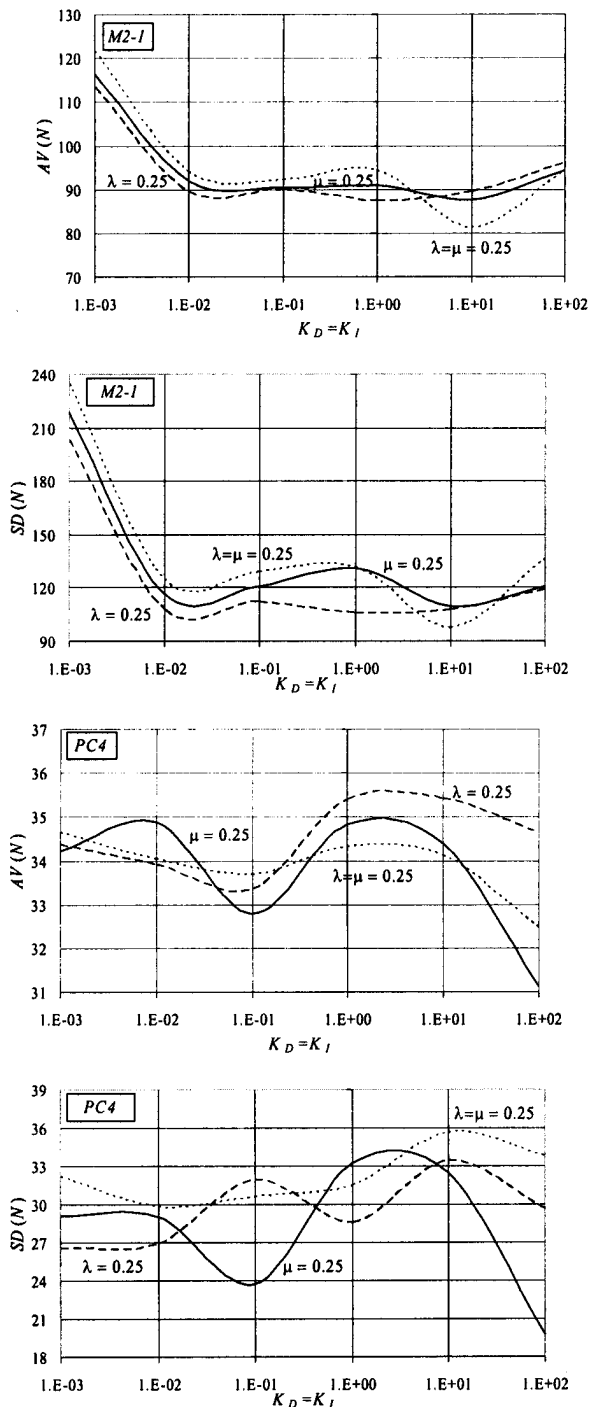 130
M2-1
120
110
AV (N)
100
90
λ = 0.25
μ = 0.25
80
λ=μ = 0.25
70
1.E-03 1.E-02 1.E-01 1.E+00 1.E+01 1.E+02
K D = K I
240
M2-1
210
180
SD (N)
150
λ=μ = 0.25
μ = 0.25
120
λ = 0.25
90
1.E-03 1.E-02 1.E-01 1.E+00 1.E+01 1.E+02
K D = K I
37
PC4
36
λ = 0.25
35
μ = 0.25
AV (N)
34
λ=μ = 0.25
33
32
31
1.E-03 1.E-02 1.E-01 1.E+00 1.E+01 1.E+02
K D = K I
39
PC4
λ=μ = 0.25
36
33
30
SD (N)
27
λ = 0.25
μ = 0.25
24
21
18
1.E-03 1.E-02 1.E-01 1.E+00 1.E+01 1.E+02
K D = K I